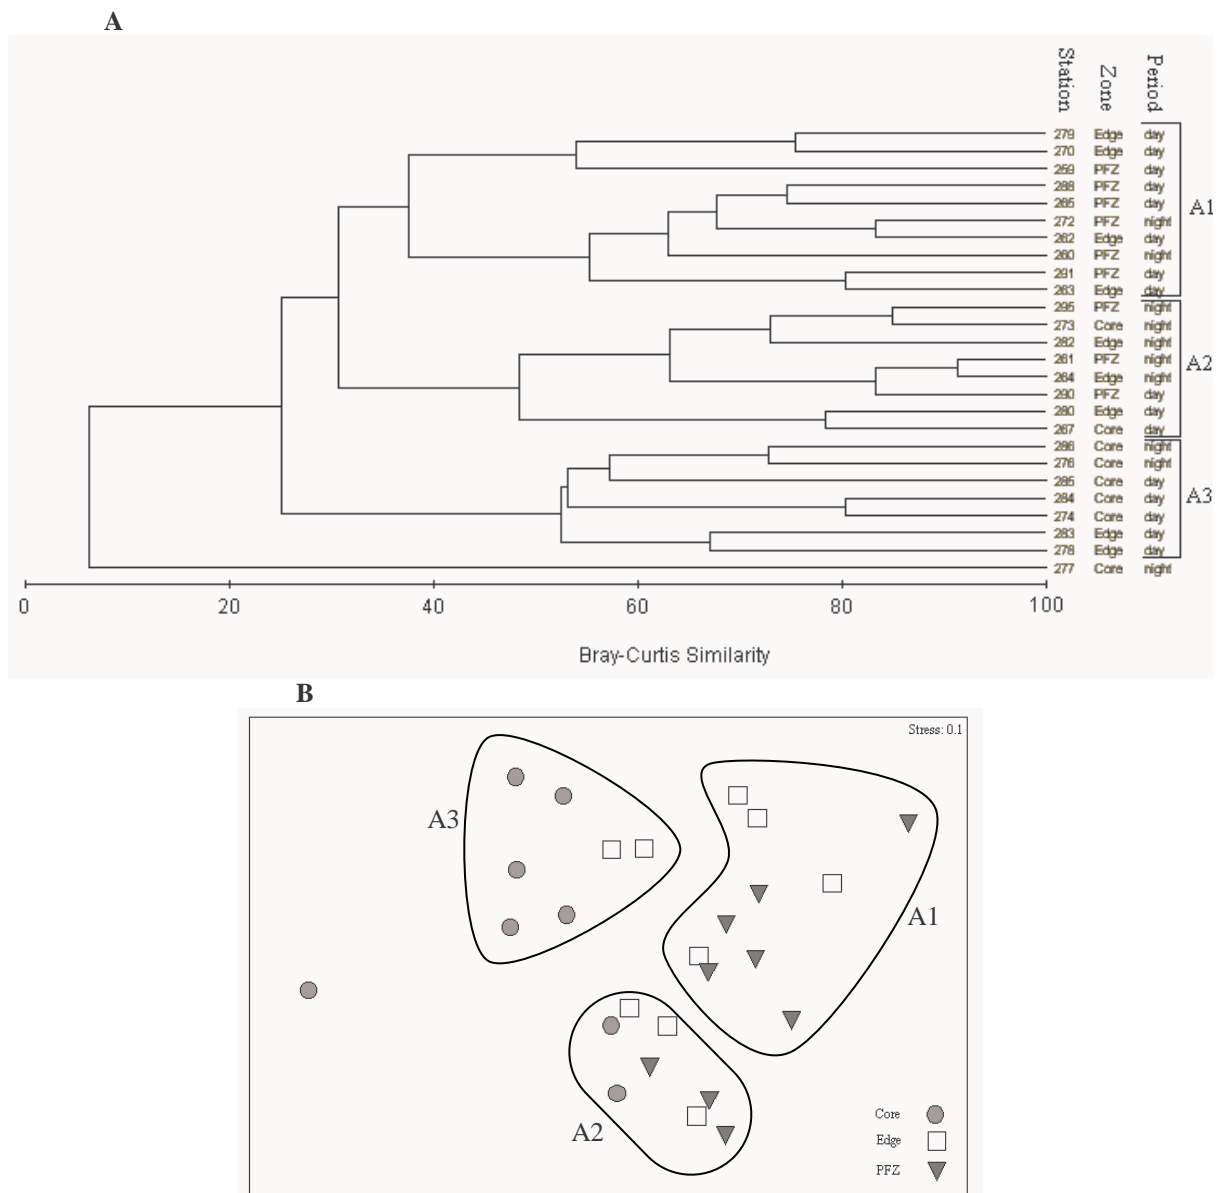 A
Station Zone Period
279 Edge day
270 Edge day
259 PFZ day
288 PFZ day
265 PFZ day
272 PFZ night
262 Edge day
260 PFZ night
291 PFZ day
263 Edge day
A1
295 PFZ night
273 Core night
282 Edge night
261 PFZ night
264 Edge night
290 PFZ day
280 Edge day
267 Core day
A2
286 Core night
276 Core night
285 Core day
284 Core day
274 Core day
283 Edge day
278 Edge day
A3
277 Core night
0 20 40 60 80 100
Bray-Curtis Similarity
B
Stress: 0.1
A3
A1
A2
Core
Edge
PFZ